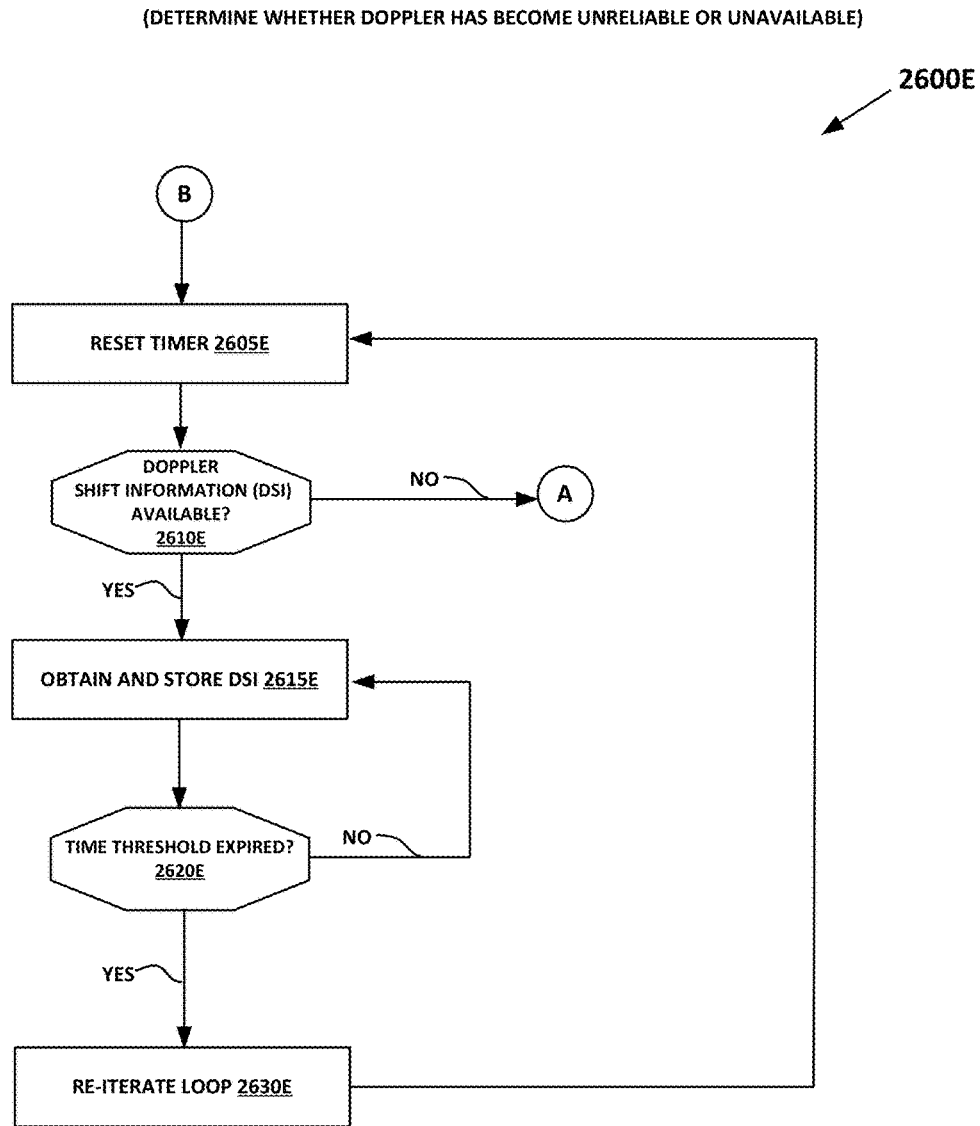 (DETERMINE WHETHER DOPPLER HAS BECOME UNRELIABLE OR UNAVAILABLE)
2600E
B
RESET TIMER 2605E
DOPPLER
SHIFT INFORMATION (DSI)
AVAILABLE?
2610E
NO
A
YES
OBTAIN AND STORE DSI 2615E
TIME THRESHOLD EXPIRED?
2620E
NO
YES
RE-ITERATE LOOP 2630E